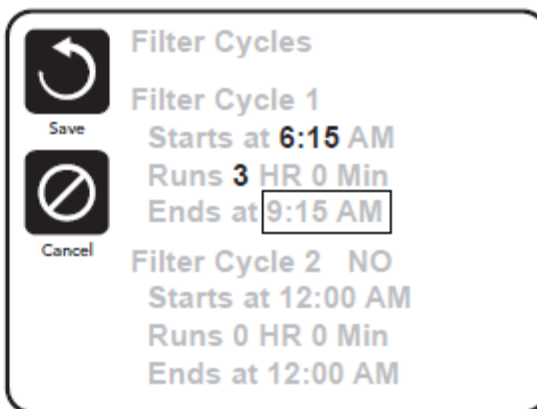 Filter Cycles
Save
Filter Cycle 1
Starts at 6:15 AM
Runs 3 HR 0 Min
Ends at 9:15 AM
Cancel
Filter Cycle 2 NO
Starts at 12:00 AM
Runs 0 HR 0 Min
Ends at 12:00 AM